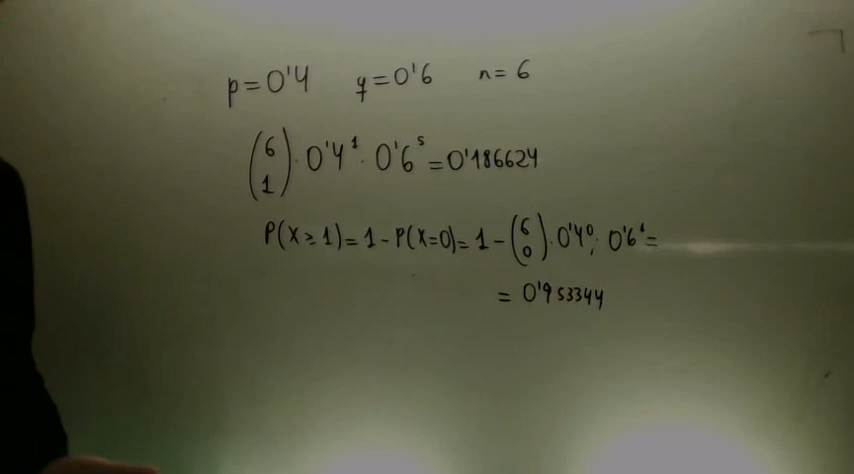 p=0'4 q=0'6 n=6
(6 1)·0'4¹·0'6⁵=0'186624
P(X≥1)=1-P(X=0)=1-(6 0)·0'4⁰·0'6⁶=
=0'953344